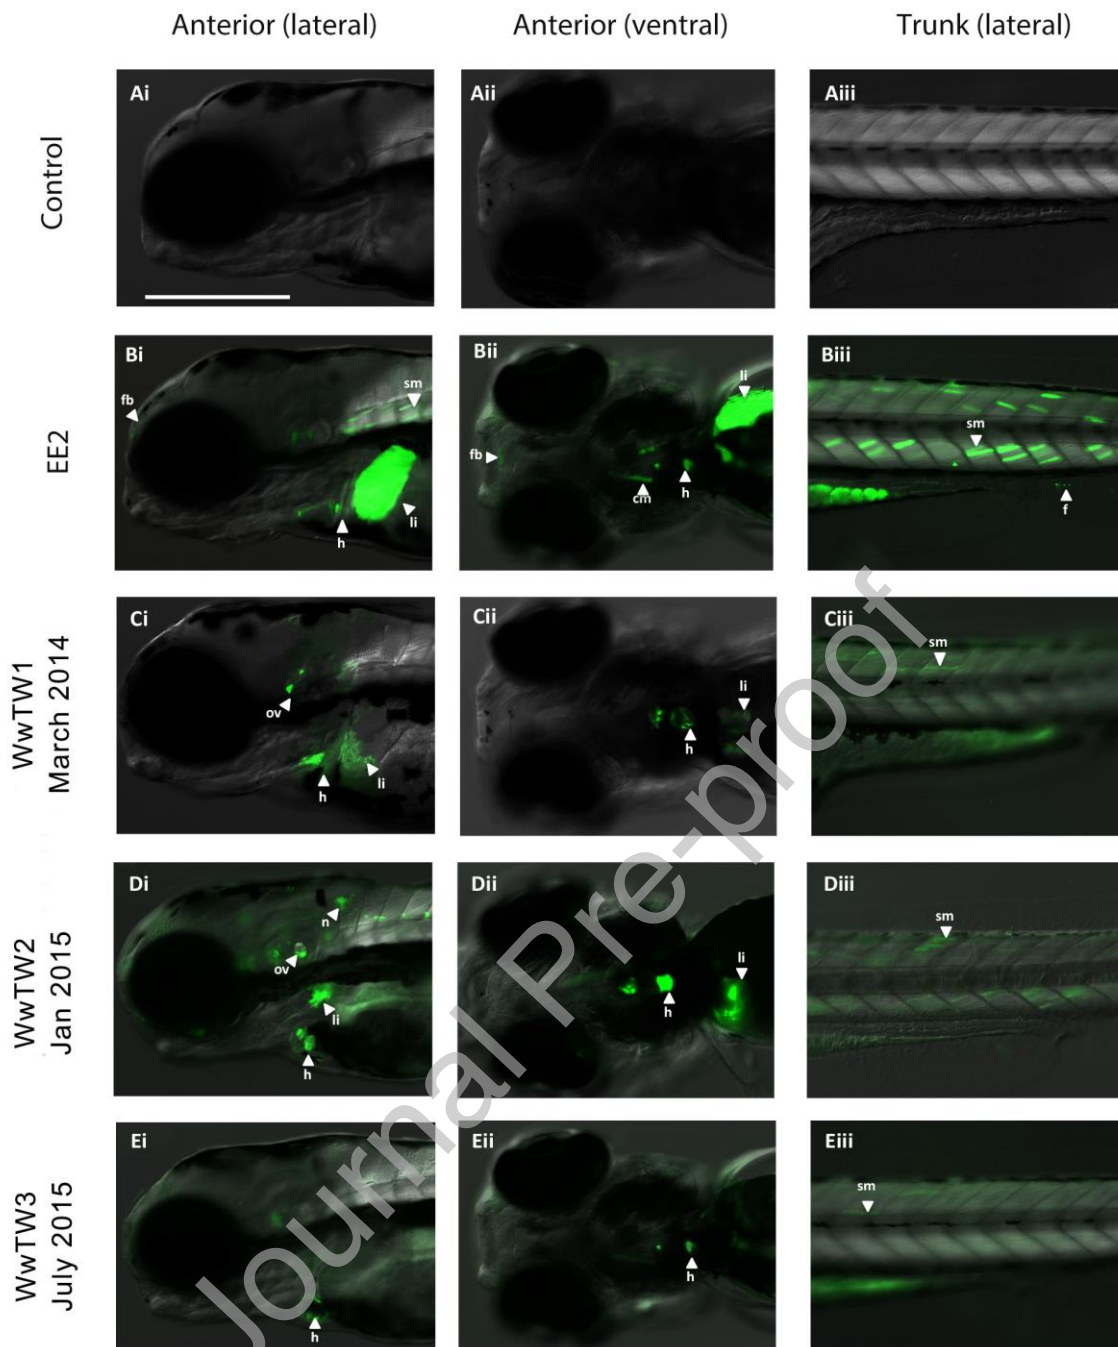 Anterior (lateral) Anterior (ventral) Trunk (lateral)
Control
Ai Aii Aiii
EE2
Bi Bii Biii
fb sm h li
fb cm h li
sm f
WwTW1
March 2014
Ci Cii Ciii
ov h li
h li
sm
WwTW2
Jan 2015
Di Dii Diii
n ov li h
h li
sm
WwTW3
July 2015
Ei Eii Eiii
h
h
sm
Journal Pre-proof